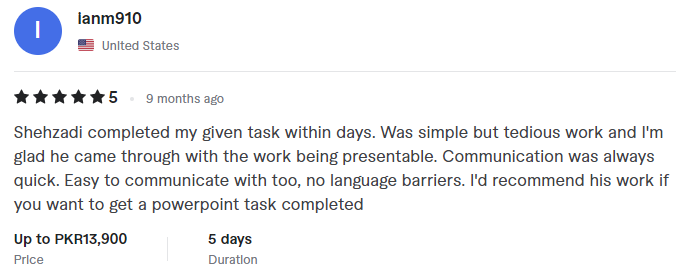 I
ianm910
United States
5 9 months ago
Shehzadi completed my given task within days. Was simple but tedious work and I'm
glad he came through with the work being presentable. Communication was always
quick. Easy to communicate with too, no language barriers. I'd recommend his work if
you want to get a powerpoint task completed
Up to PKR13,900 5 days
Price Duration